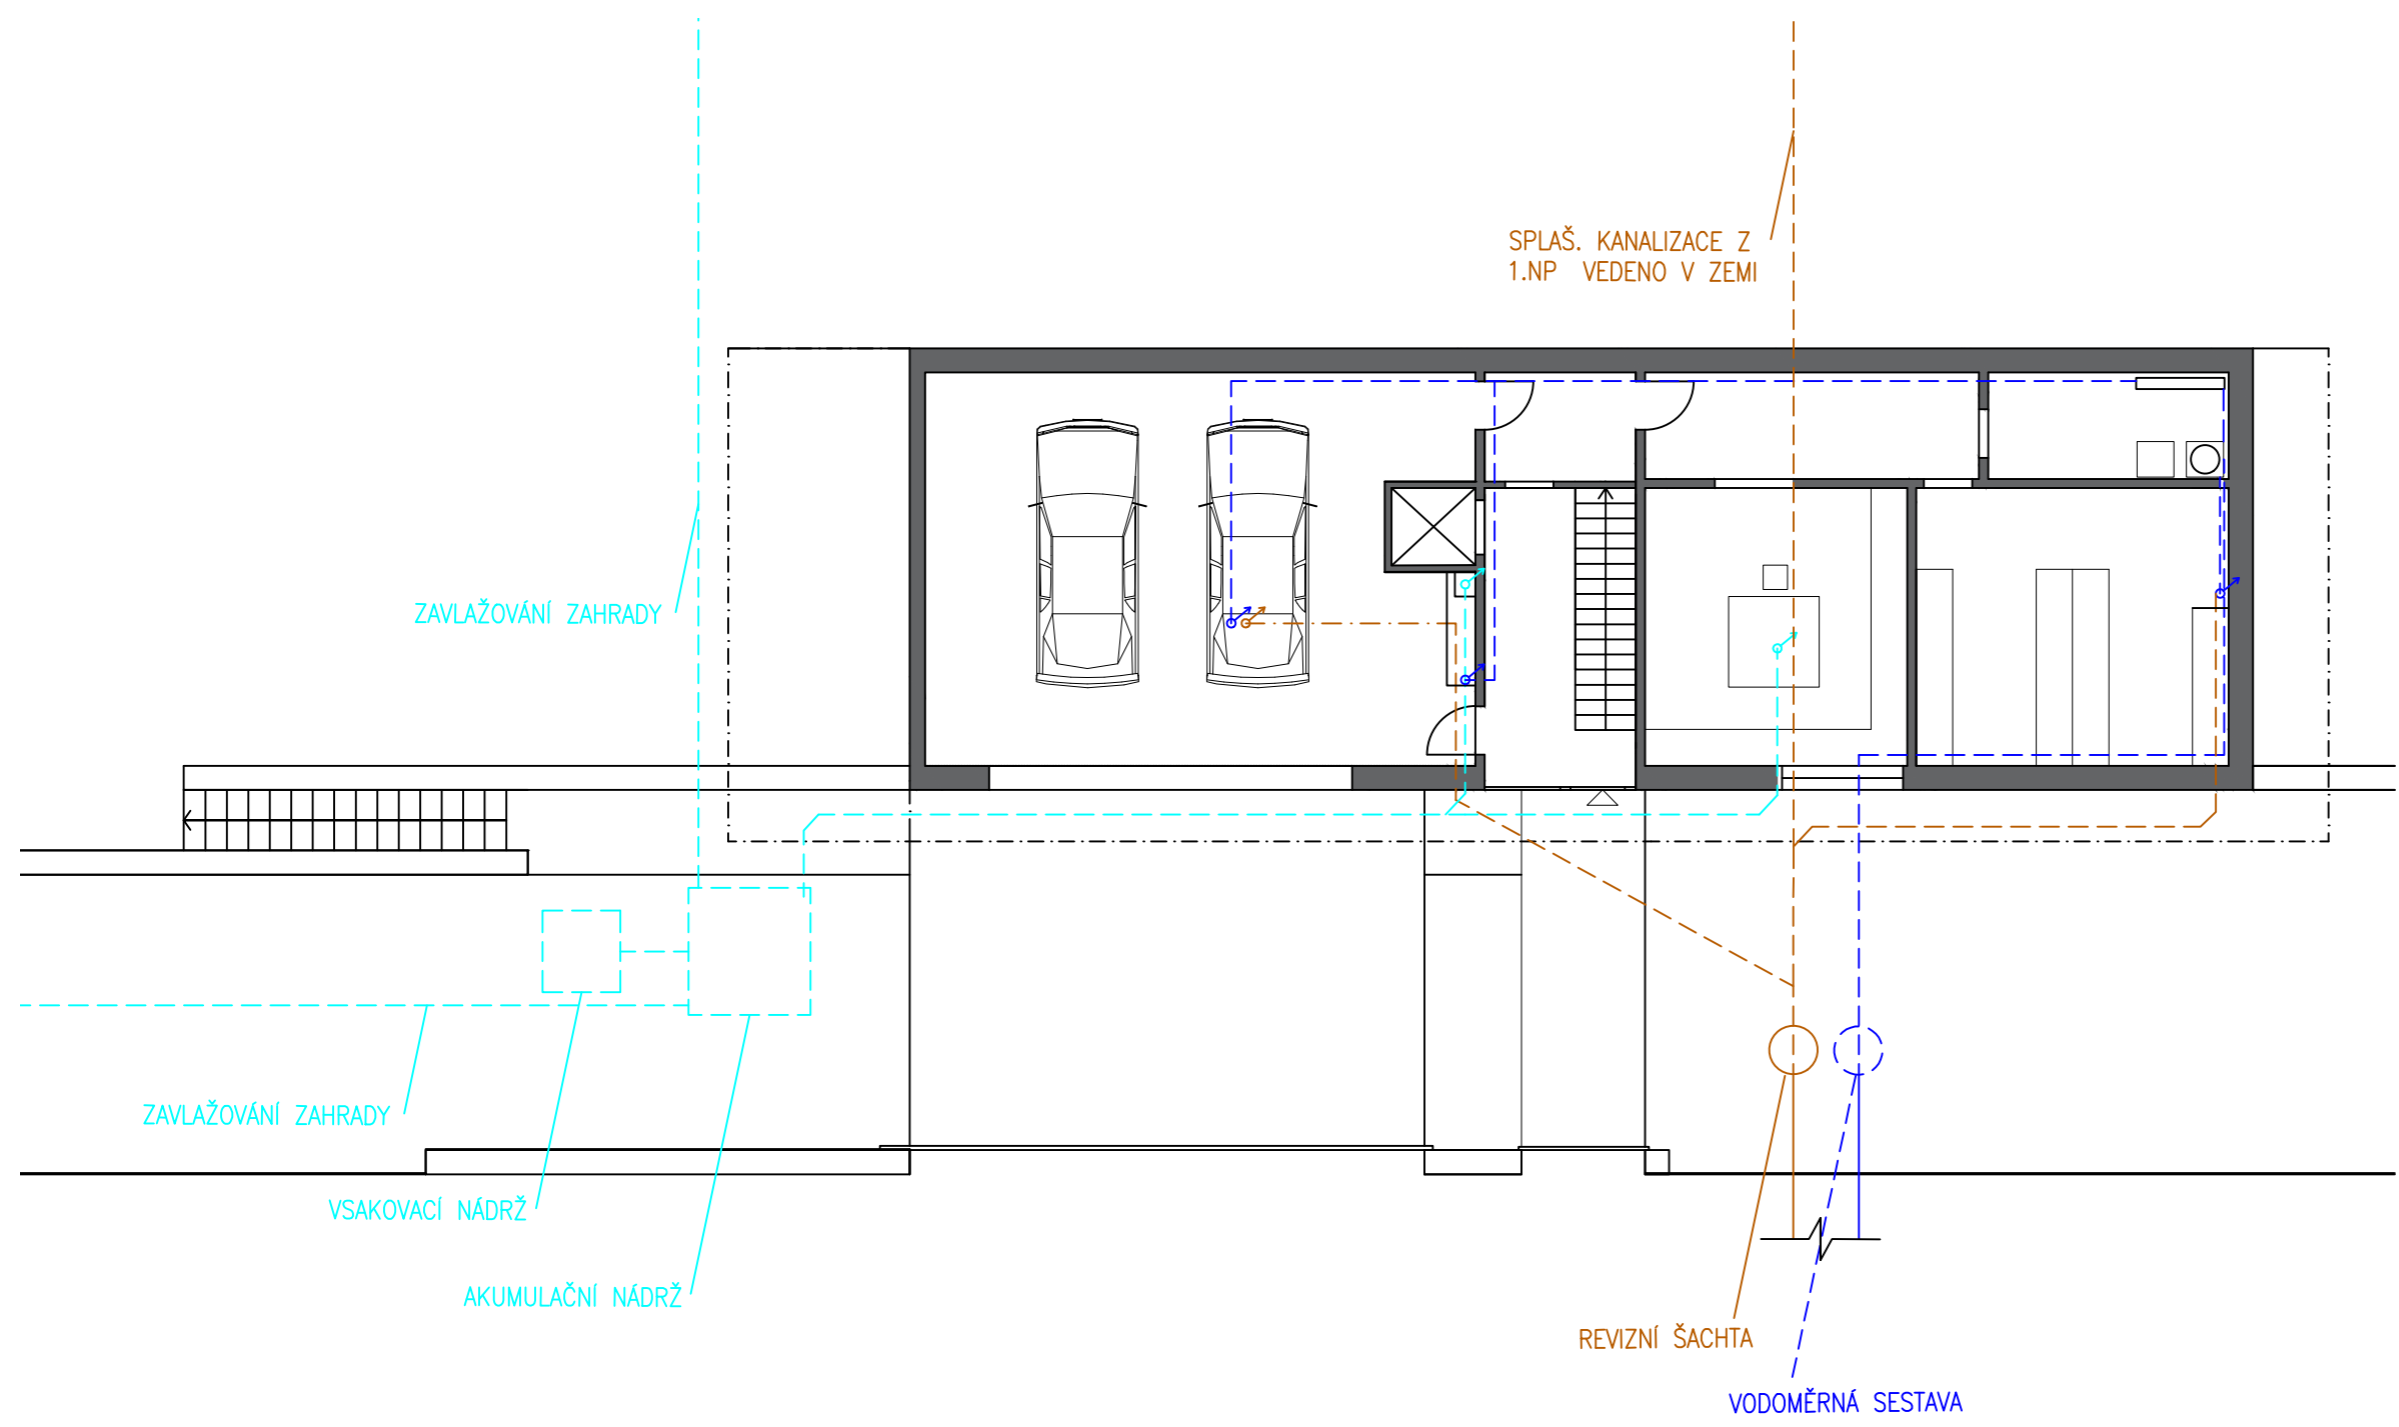 SPLAŠ. KANALIZACE Z
1.NP VEDENO V ZEMI
ZAVLAŽOVÁNÍ ZAHRADY
ZAVLAŽOVÁNÍ ZAHRADY
VSAKOVACÍ NÁDRŽ
AKUMULAČNÍ NÁDRŽ
REVIZNÍ ŠACHTA
VODOMĚRNÁ SESTAVA